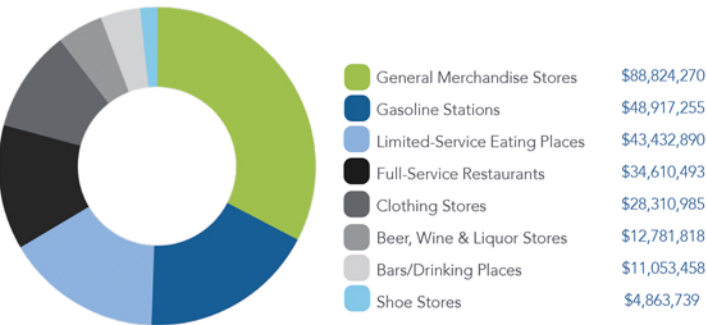 General Merchandise Stores $88,824,270
Gasoline Stations $48,917,255
Limited-Service Eating Places $43,432,890
Full-Service Restaurants $34,610,493
Clothing Stores $28,310,985
Beer, Wine & Liquor Stores $12,781,818
Bars/Drinking Places $11,053,458
Shoe Stores $4,863,739